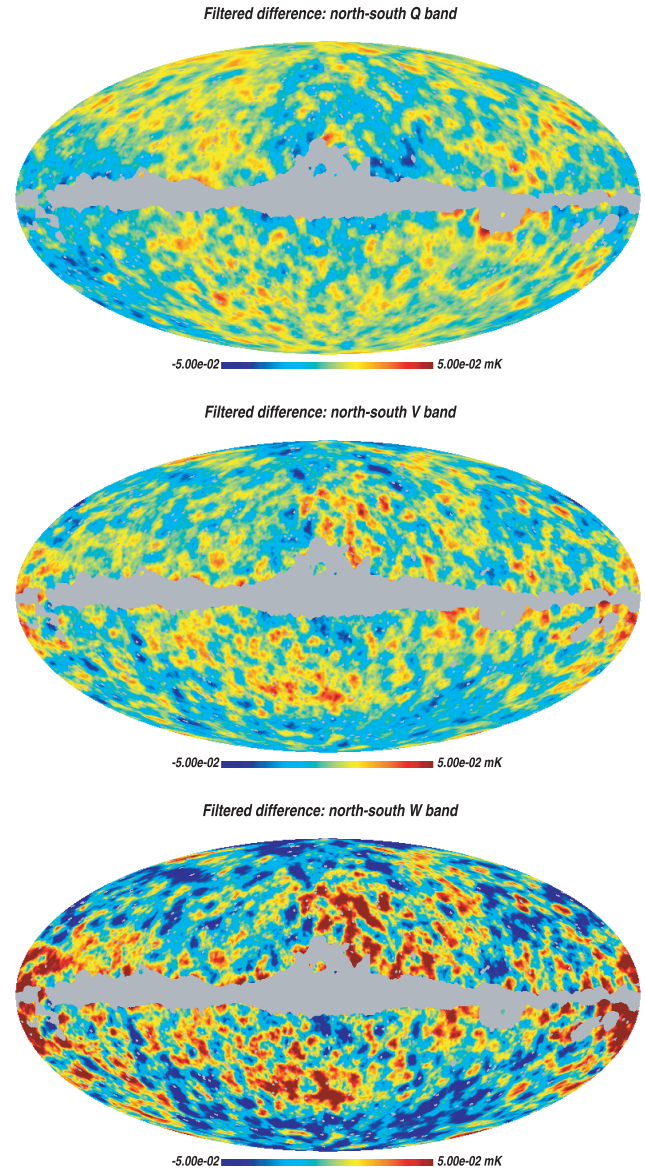 Filtered difference: north-south Q band
-5.00e-02 5.00e-02 mK
Filtered difference: north-south V band
-5.00e-02 5.00e-02 mK
Filtered difference: north-south W band
-5.00e-02 5.00e-02 mK